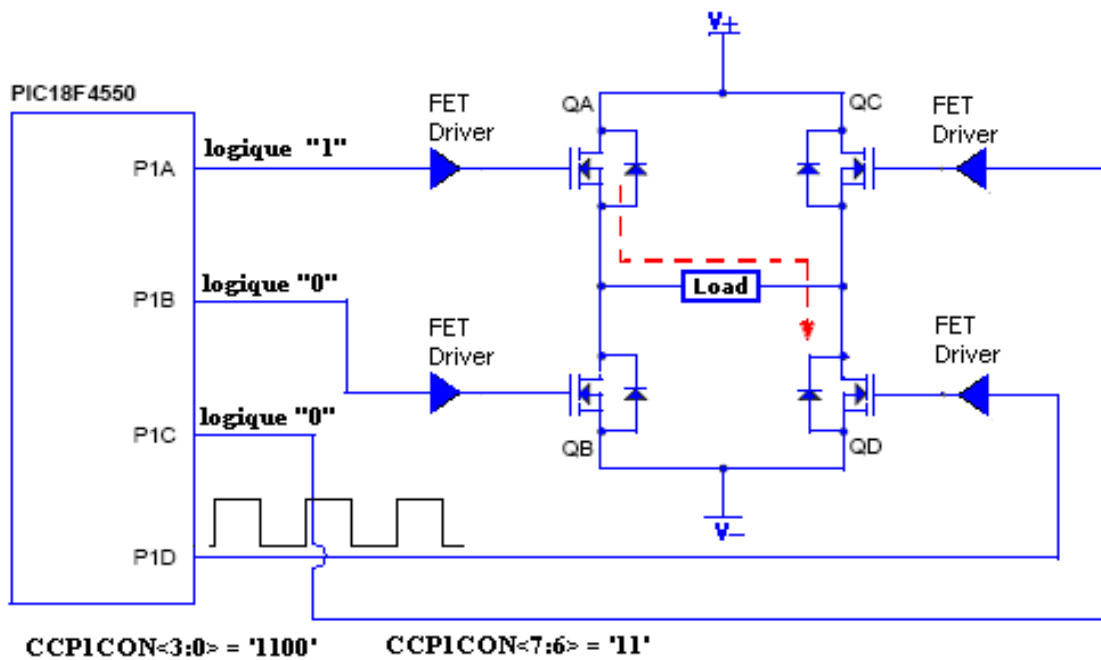 V+
PIC18F4550
FET
Driver
QA
QC
FET
Driver
P1A
logique "1"
P1B
logique "0"
Load
FET
Driver
FET
Driver
P1C
logique "0"
QB
QD
V-
P1D
CCP1CON<3:0> = '1100'
CCP1CON<7:6> = '11'